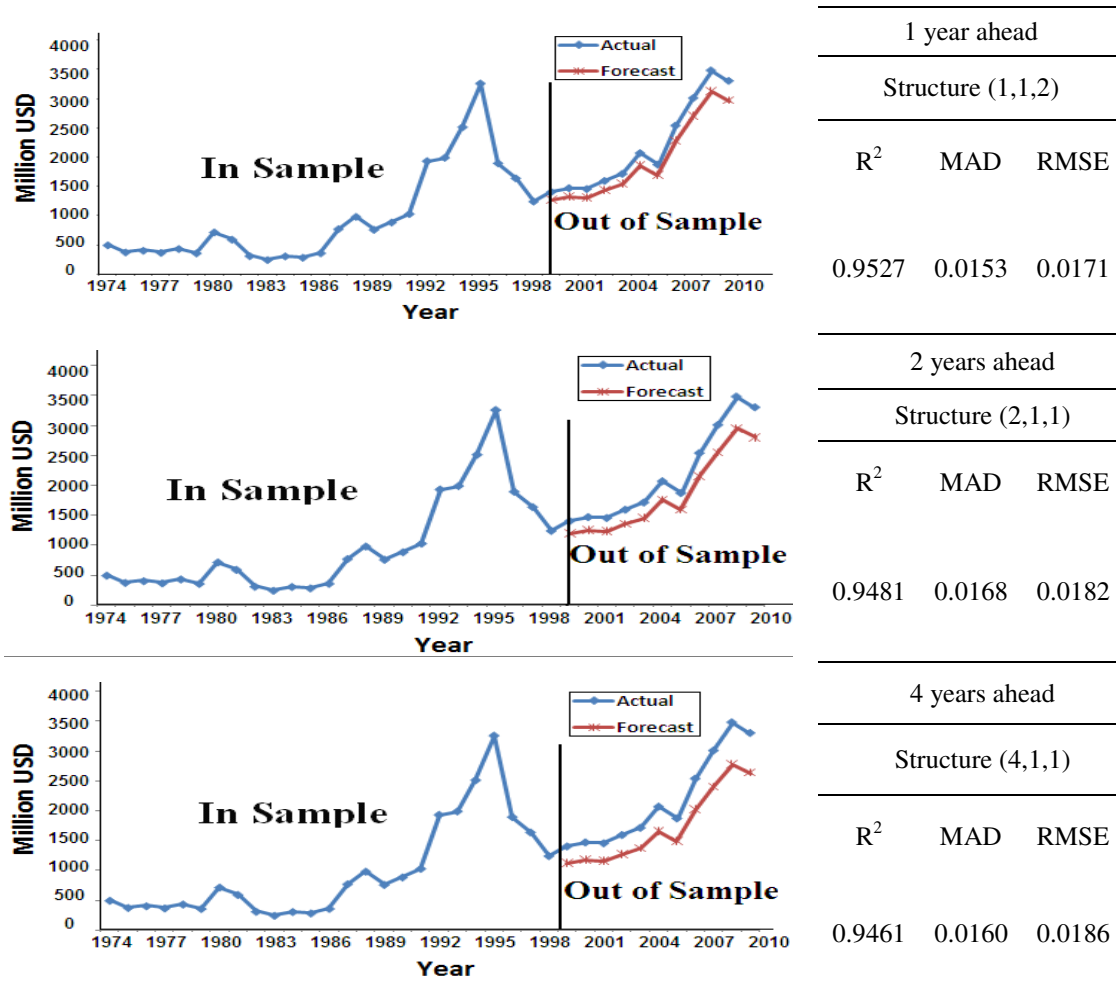 4000
3500
3000
2500
2000
1500
1000
500
0
Million USD
Actual
Forecast
In Sample
Out of Sample
1974 1977 1980 1983 1986 1989 1992 1995 1998 2001 2004 2007 2010
Year
1 year ahead
Structure (1,1,2)
R² MAD RMSE
0.9527 0.0153 0.0171
4000
3500
3000
2500
2000
1500
1000
500
0
Million USD
Actual
Forecast
In Sample
Out of Sample
1974 1977 1980 1983 1986 1989 1992 1995 1998 2001 2004 2007 2010
Year
2 years ahead
Structure (2,1,1)
R² MAD RMSE
0.9481 0.0168 0.0182
4000
3500
3000
2500
2000
1500
1000
500
0
Million USD
Actual
Forecast
In Sample
Out of Sample
1974 1977 1980 1983 1986 1989 1992 1995 1998 2001 2004 2007 2010
Year
4 years ahead
Structure (4,1,1)
R² MAD RMSE
0.9461 0.0160 0.0186